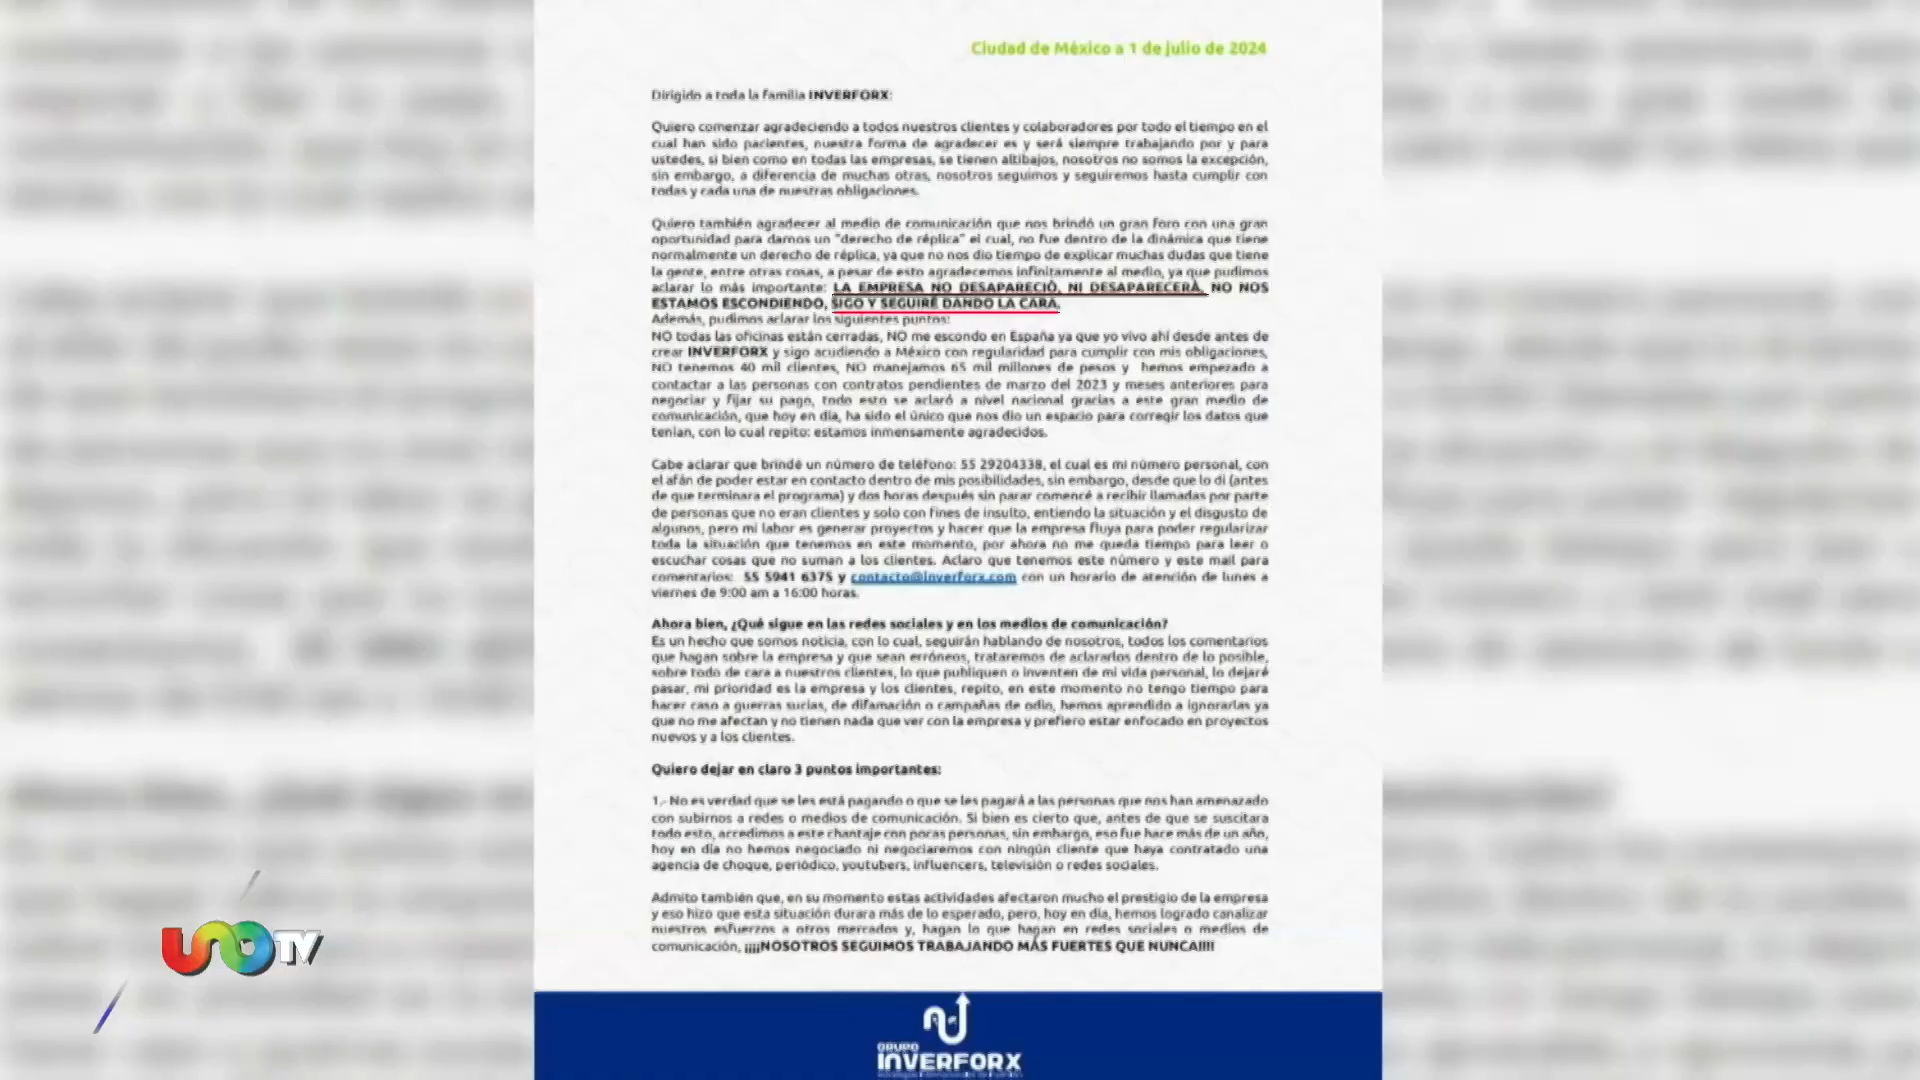 Ciudad de México a 1 de julio de 2024
Dirigido a toda la familia INVERFORX:
Quiero comenzar agradeciendo a todos nuestros clientes y colaboradores por todo el tiempo en el
cual han sido pacientes, nuestra forma de agradecer es y será siempre trabajando por y para
ustedes, si bien como en todas las empresas, se tienen altibajos, nosotros no somos la excepción,
sin embargo, a diferencia de muchas otras, nosotros seguimos y seguiremos hasta cumplir con
todas y cada una de nuestras obligaciones.
Quiero también agradecer al medio de comunicación que nos brindó un gran foro con una gran
oportunidad para darnos un "derecho de réplica" el cual, no fue dentro de la dinámica que tiene
normalmente un derecho de réplica, ya que no nos dio tiempo de explicar muchas dudas que tiene
la gente, entre otras cosas, a pesar de esto agradecemos infinitamente al medio, ya que pudimos
aclarar lo más importante: LA EMPRESA NO DESAPARECIÓ, NI DESAPARECERÁ, NO NOS
ESTAMOS ESCONDIENDO, SIGO Y SEGUIRÉ DANDO LA CARA.
Además, pudimos aclarar los siguientes puntos:
NO todas las oficinas están cerradas, NO me escondo en España ya que yo vivo ahí desde antes de
crear INVERFORX y sigo acudiendo a México con regularidad para cumplir con mis obligaciones,
NO tenemos 40 mil clientes, NO manejamos 65 mil millones de pesos y hemos empezado a
contactar a las personas con contratos pendientes de marzo del 2023 y meses anteriores para
negociar y fijar su pago, todo esto se aclaró a nivel nacional gracias a este gran medio de
comunicación, que hoy en día, ha sido el único que nos dio un espacio para corregir los datos que
tenían, con lo cual repito: estamos inmensamente agradecidos.
Cabe aclarar que brindé un número de teléfono: 55 29204338, el cual es mi número personal, con
el afán de poder estar en contacto dentro de mis posibilidades, sin embargo, desde que lo di (antes
de que terminara el programa) y dos horas después sin parar comencé a recibir llamadas por parte
de personas que no eran clientes y solo con fines de insulto, entiendo la situación y el disgusto de
algunos, pero mi labor es generar proyectos y hacer que la empresa fluya para poder regularizar
toda la situación que tenemos en este momento, por ahora no me queda tiempo para leer o
escuchar cosas que no suman a los clientes. Aclaro que tenemos este número y este mail para
comentarios: 55 5941 6375 y contacto@inverforx.com con un horario de atención de lunes a
viernes de 9:00 am a 16:00 horas.
Ahora bien, ¿Qué sigue en las redes sociales y en los medios de comunicación?
Es un hecho que somos noticia, con lo cual, seguirán hablando de nosotros, todos los comentarios
que hagan sobre la empresa y que sean erróneos, trataremos de aclararlos dentro de lo posible,
sobre todo de cara a nuestros clientes, lo que publiquen o inventen de mi vida personal, lo dejaré
pasar, mi prioridad es la empresa y los clientes, repito, en este momento no tengo tiempo para
hacer caso a guerras sucias, de difamación o campañas de odio, hemos aprendido a ignorarlas ya
que no me afectan y no tienen nada que ver con la empresa y prefiero estar enfocado en proyectos
nuevos y a los clientes.
Quiero dejar en claro 3 puntos importantes:
1.- No es verdad que se les está pagando o que se les pagará a las personas que nos han amenazado
con subirnos a redes o medios de comunicación. Si bien es cierto que, antes de que se suscitara
todo esto, accedimos a este chantaje con pocas personas, sin embargo, eso fue hace más de un año,
hoy en día no hemos negociado ni negociaremos con ningún cliente que haya contratado una
agencia de choque, periódico, youtubers, influencers, televisión o redes sociales.
Admito también que, en su momento estas actividades afectaron mucho el prestigio de la empresa
y eso hizo que esta situación durara más de lo esperado, pero, hoy en día, hemos logrado canalizar
nuestros esfuerzos a otros mercados y, hagan lo que hagan en redes sociales o medios de
comunicación, ¡¡¡¡NOSOTROS SEGUIMOS TRABAJANDO MÁS FUERTES QUE NUNCA!!!!
UNO TV
GRUPO
INVERFORX